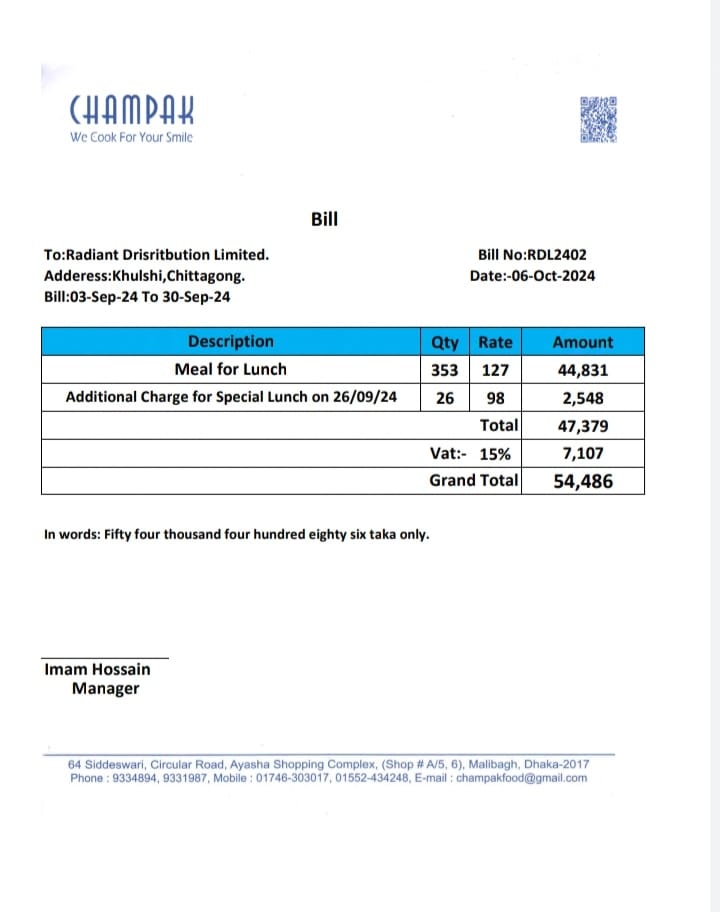 CHAMPAK
We Cook For Your Smile
Bill
To:Radiant Drisritbution Limited.
Bill No:RDL2402
Adderess:Khulshi,Chittagong.
Date:-06-Oct-2024
Bill:03-Sep-24 To 30-Sep-24
Description Qty Rate Amount
Meal for Lunch 353 127 44,831
Additional Charge for Special Lunch on 26/09/24 26 98 2,548
Total 47,379
Vat:- 15% 7,107
Grand Total 54,486
In words: Fifty four thousand four hundred eighty six taka only.
Imam Hossain
Manager
64 Siddeswari, Circular Road, Ayasha Shopping Complex, (Shop # A/5, 6), Malibagh, Dhaka-2017
Phone : 9334894, 9331987, Mobile : 01746-303017, 01552-434248, E-mail : champakfood@gmail.com